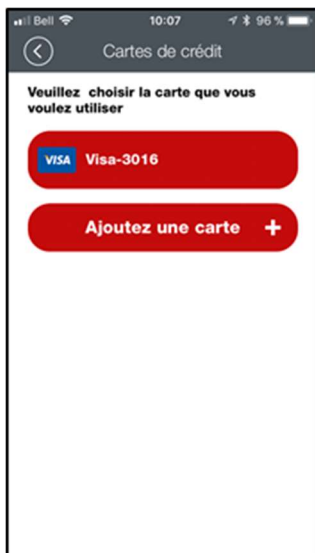 Bell 10:07 96 %
Cartes de crédit
Veuillez choisir la carte que vous
voulez utiliser
VISA Visa-3016
Ajoutez une carte +